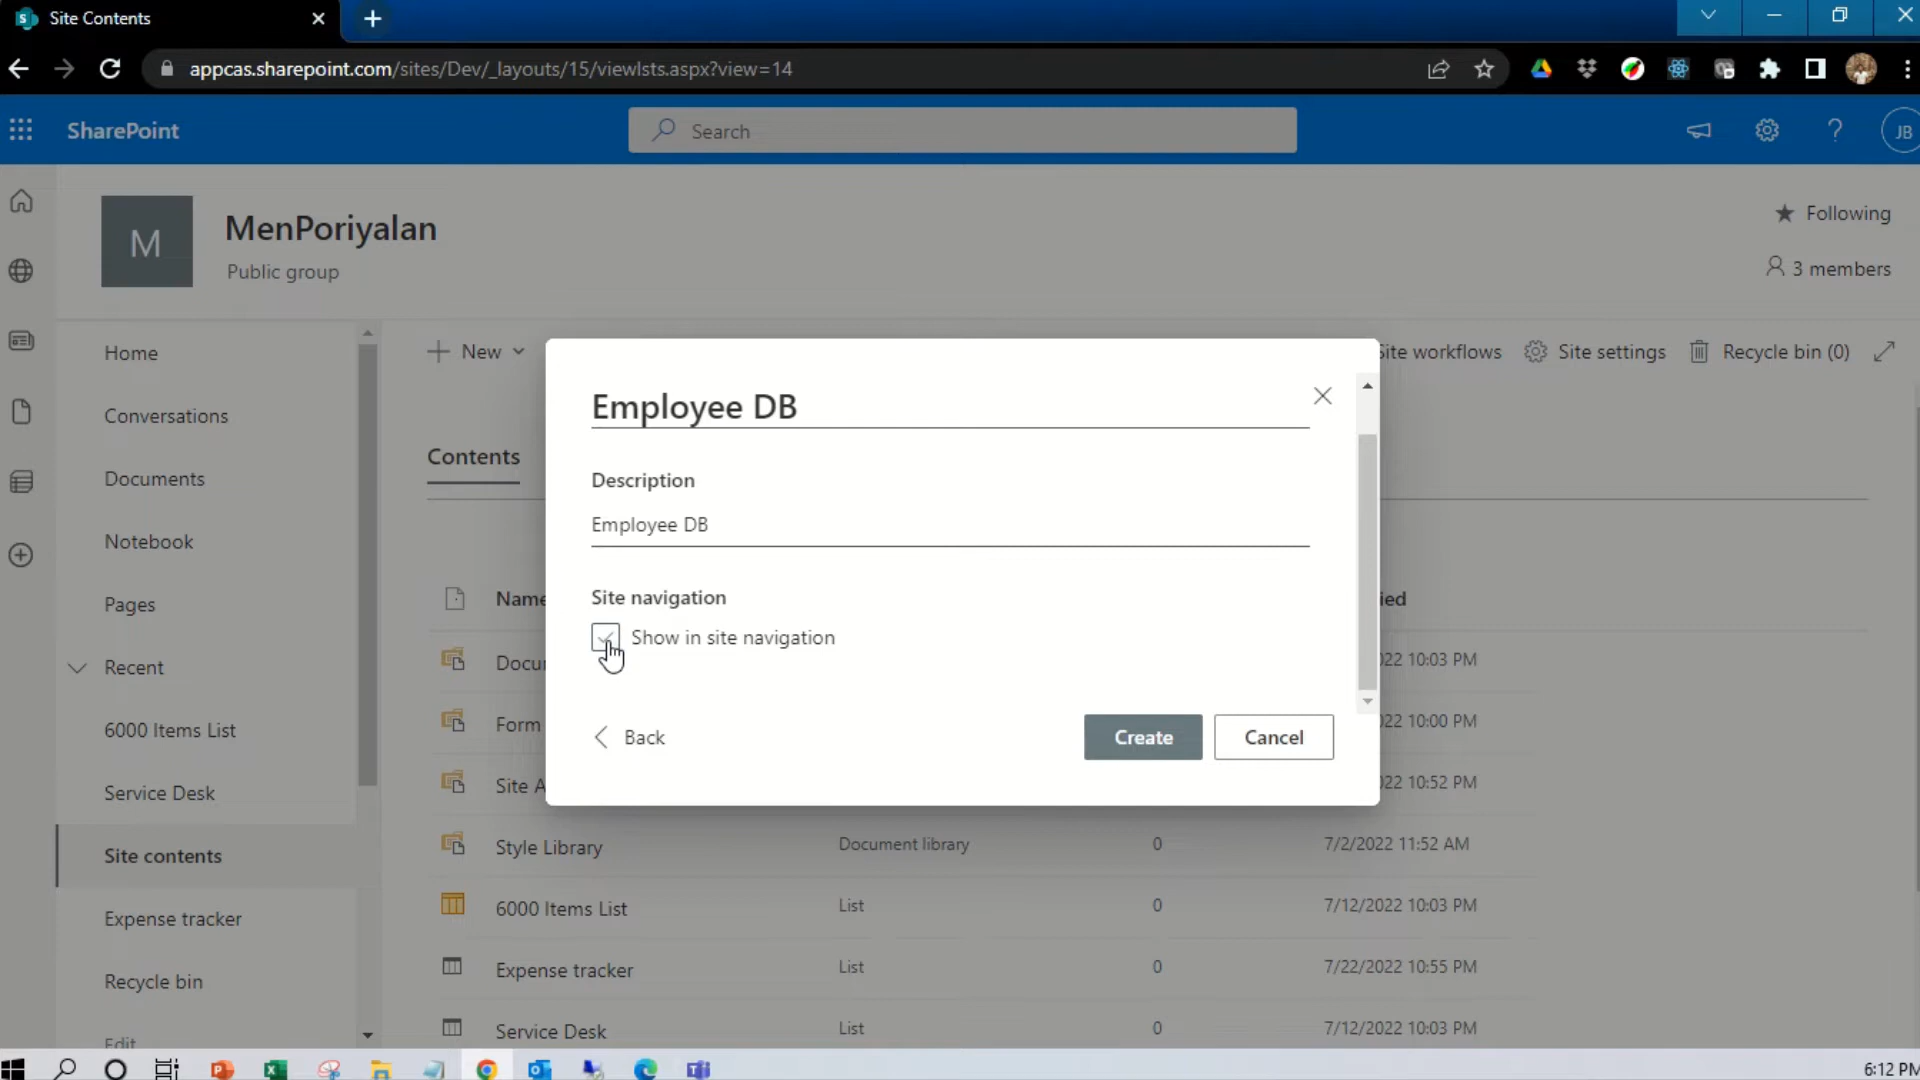 Site Contents
appcas.sharepoint.com/sites/Dev/_layouts/15/viewlsts.aspx?view=14
SharePoint
Search
JB
M
MenPoriyalan
Public group
Following
3 members
Home
Conversations
Documents
Notebook
Pages
Recent
6000 Items List
Service Desk
Site contents
Expense tracker
Recycle bin
Edit
New
Site workflows
Site settings
Recycle bin (0)
Contents
Employee DB
Description
Employee DB
Site navigation
Show in site navigation
Back
Create
Cancel
Name
ied
Docu
22 10:03 PM
Form
22 10:00 PM
Site A
22 10:52 PM
Style Library Document library 0 7/2/2022 11:52 AM
6000 Items List List 0 7/12/2022 10:03 PM
Expense tracker List 0 7/22/2022 10:55 PM
Service Desk List 0 7/12/2022 10:03 PM
6:12 PM